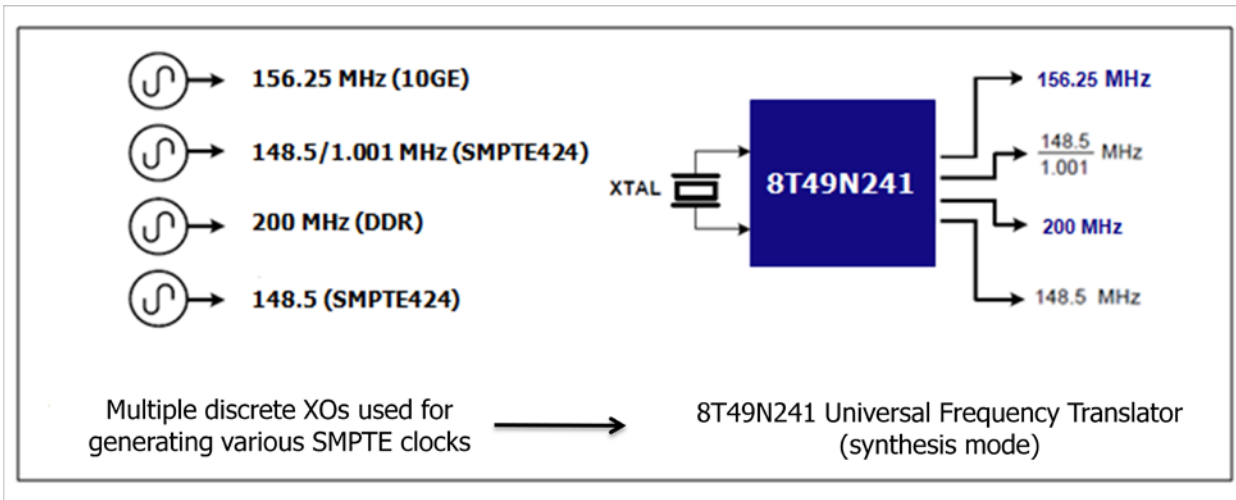 156.25 MHz (10GE)
148.5/1.001 MHz (SMPTE424)
200 MHz (DDR)
148.5 (SMPTE424)
XTAL
8T49N241
156.25 MHz
148.5
1.001 MHz
200 MHz
148.5 MHz
Multiple discrete XOs used for
generating various SMPTE clocks
8T49N241 Universal Frequency Translator
(synthesis mode)